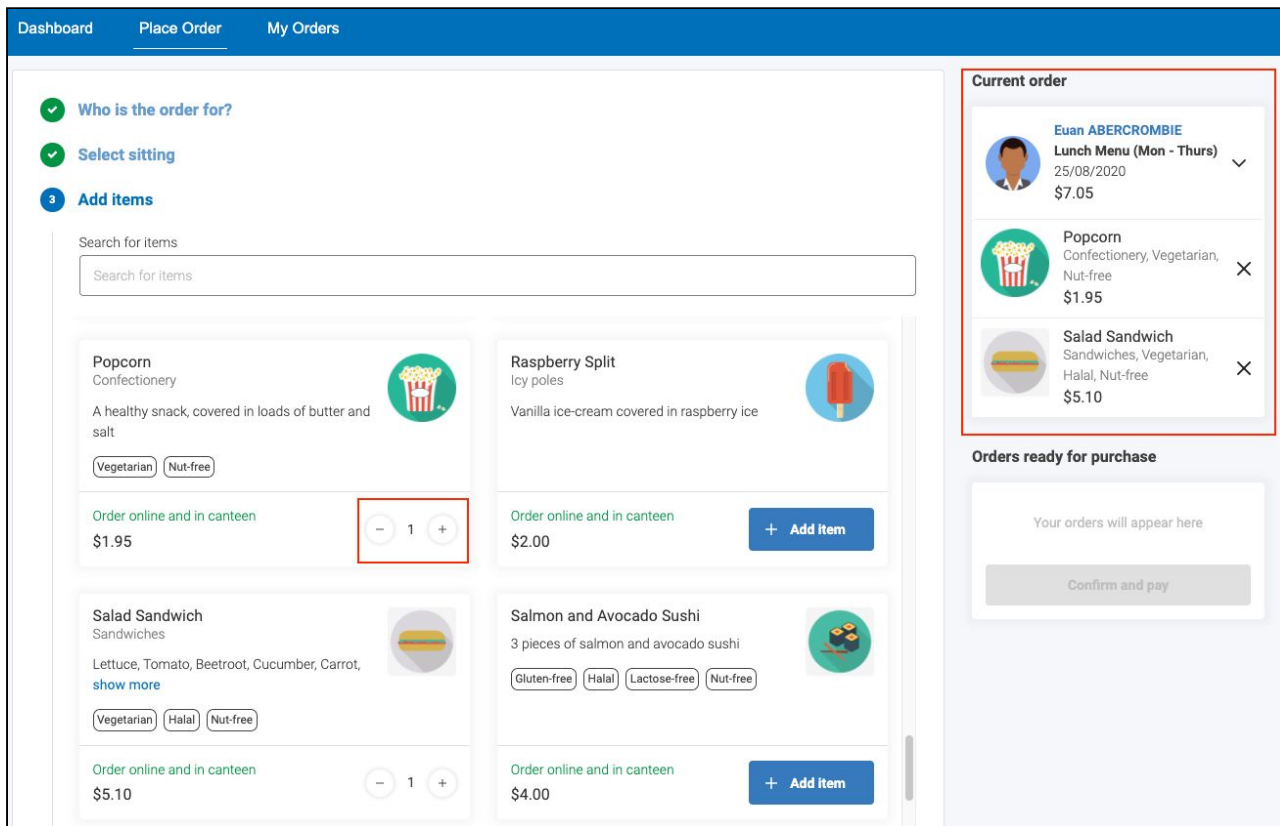 Dashboard Place Order My Orders
Who is the order for?
Select sitting
3 Add items
Search for items
Search for items
Popcorn
Confectionery
A healthy snack, covered in loads of butter and
salt
Vegetarian Nut-free
Order online and in canteen
$1.95
- 1 +
Raspberry Split
Icy poles
Vanilla ice-cream covered in raspberry ice
Order online and in canteen
$2.00
+ Add item
Salad Sandwich
Sandwiches
Lettuce, Tomato, Beetroot, Cucumber, Carrot,
show more
Vegetarian Halal Nut-free
Order online and in canteen
$5.10
- 1 +
Salmon and Avocado Sushi
3 pieces of salmon and avocado sushi
Gluten-free Halal Lactose-free Nut-free
Order online and in canteen
$4.00
+ Add item
Current order
Euan ABERCROMBIE
Lunch Menu (Mon - Thurs)
25/08/2020
$7.05
Popcorn
Confectionery, Vegetarian,
Nut-free
$1.95
Salad Sandwich
Sandwiches, Vegetarian,
Halal, Nut-free
$5.10
Orders ready for purchase
Your orders will appear here
Confirm and pay